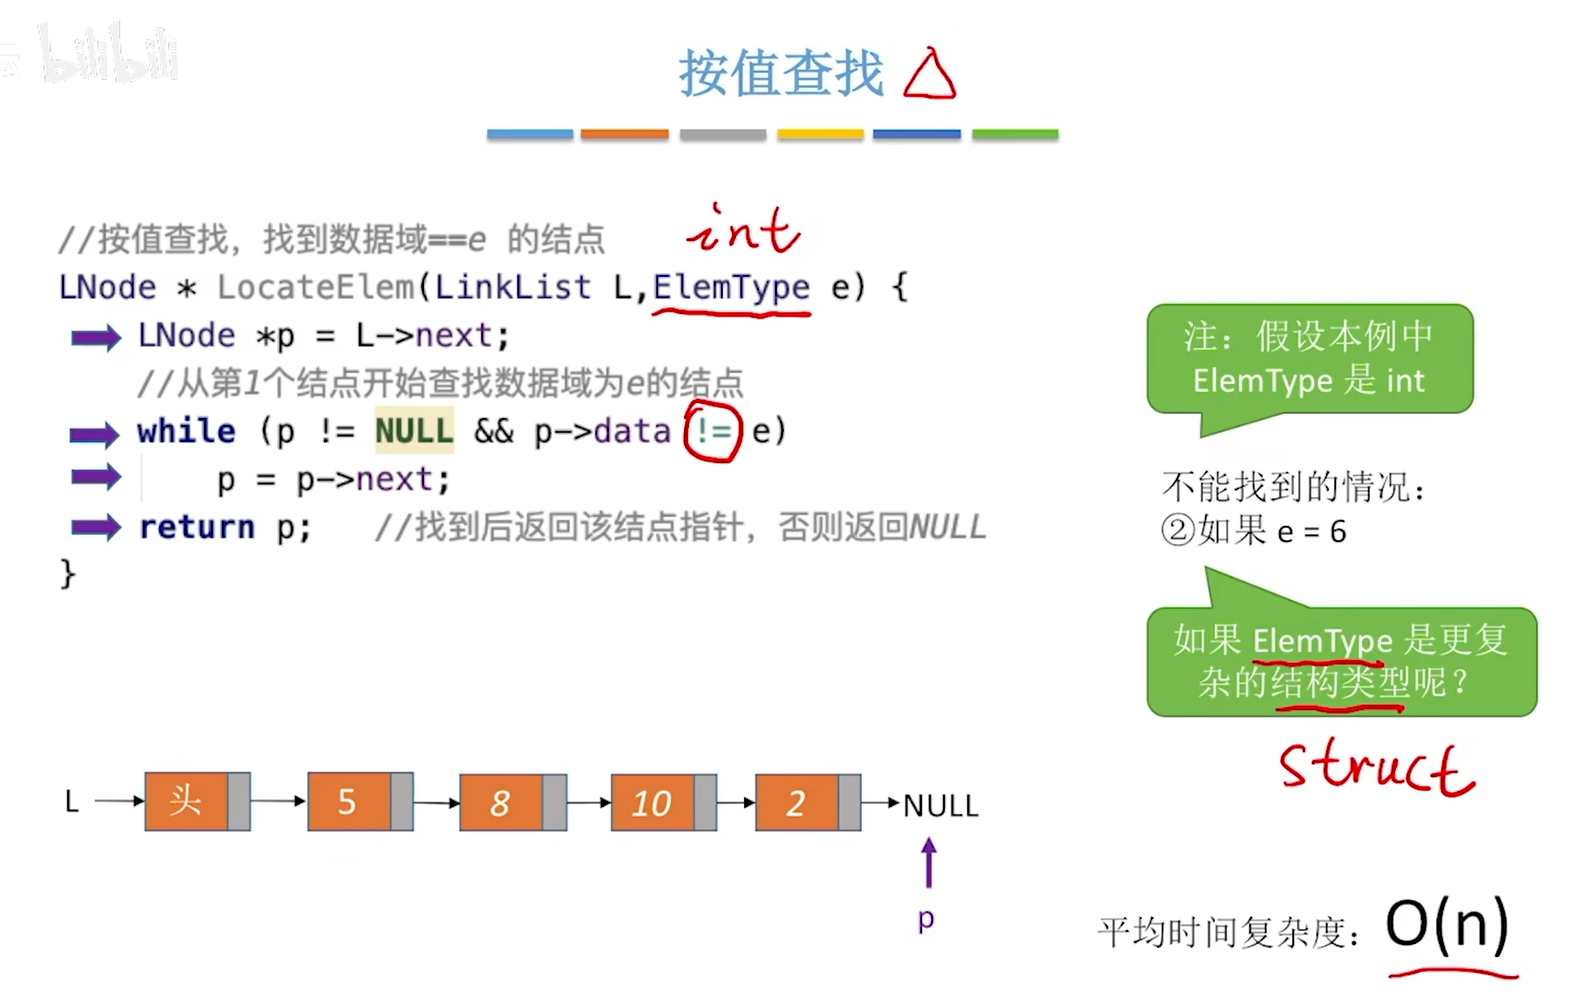 bilibili
按值查找
int
//按值查找，找到数据域==e 的结点
LNode * LocateElem(LinkList L,ElemType e) {
LNode *p = L->next;
//从第1个结点开始查找数据域为e的结点
while (p != NULL && p->data != e)
p = p->next;
return p; //找到后返回该结点指针，否则返回NULL
}
注：假设本例中
ElemType 是 int
不能找到的情况：
②如果 e = 6
如果 ElemType 是更复
杂的结构类型呢？
struct
L 头 5 8 10 2 NULL
p
平均时间复杂度：O(n)